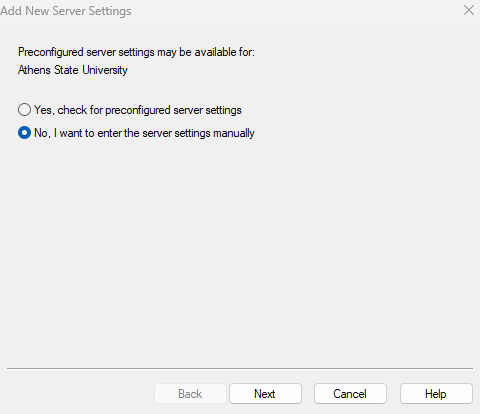 Add New Server Settings
Preconfigured server settings may be available for:
Athens State University
Yes, check for preconfigured server settings
No, I want to enter the server settings manually
Back Next Cancel Help